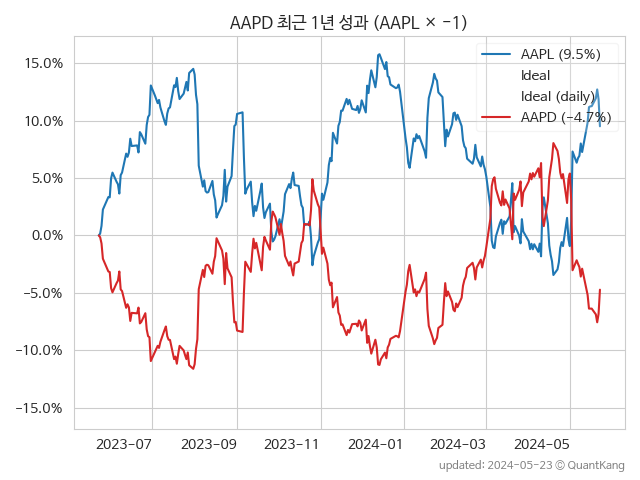 AAPD 최근 1년 성과 (AAPL × −1)
15.0%
10.0%
5.0%
0.0%
−5.0%
−10.0%
−15.0%
AAPL (9.5%)
Ideal
Ideal (daily)
AAPD (−4.7%)
2023−07 2023−09 2023−11 2024−01 2024−03 2024−05
updated: 2024−05−23 ⓒ QuantKang